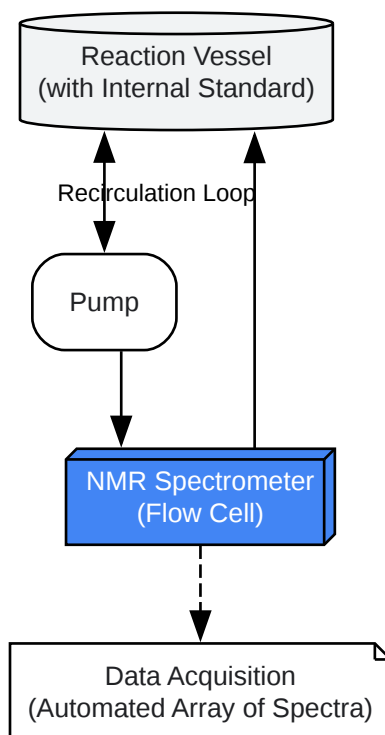 Reaction Vessel
(with Internal Standard)
Recirculation Loop
Pump
NMR Spectrometer
(Flow Cell)
Data Acquisition
(Automated Array of Spectra)